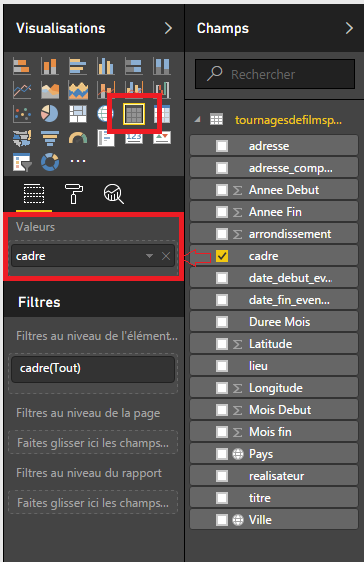 Visualisations
Valeurs
cadre
Filtres
Filtres au niveau de l'élément...
cadre(Tout)
Filtres au niveau de la page
Faites glisser ici les champs...
Filtres au niveau du rapport
Faites glisser ici les champs...
Champs
Rechercher
tournagesdefilmsp...
adresse
adresse_comp...
Σ Annee Debut
Σ Annee Fin
Σ arrondissement
cadre
date_debut_ev...
date_fin_even...
Duree Mois
Σ Latitude
lieu
Σ Longitude
Σ Mois Debut
Σ Mois fin
Pays
realisateur
titre
Ville